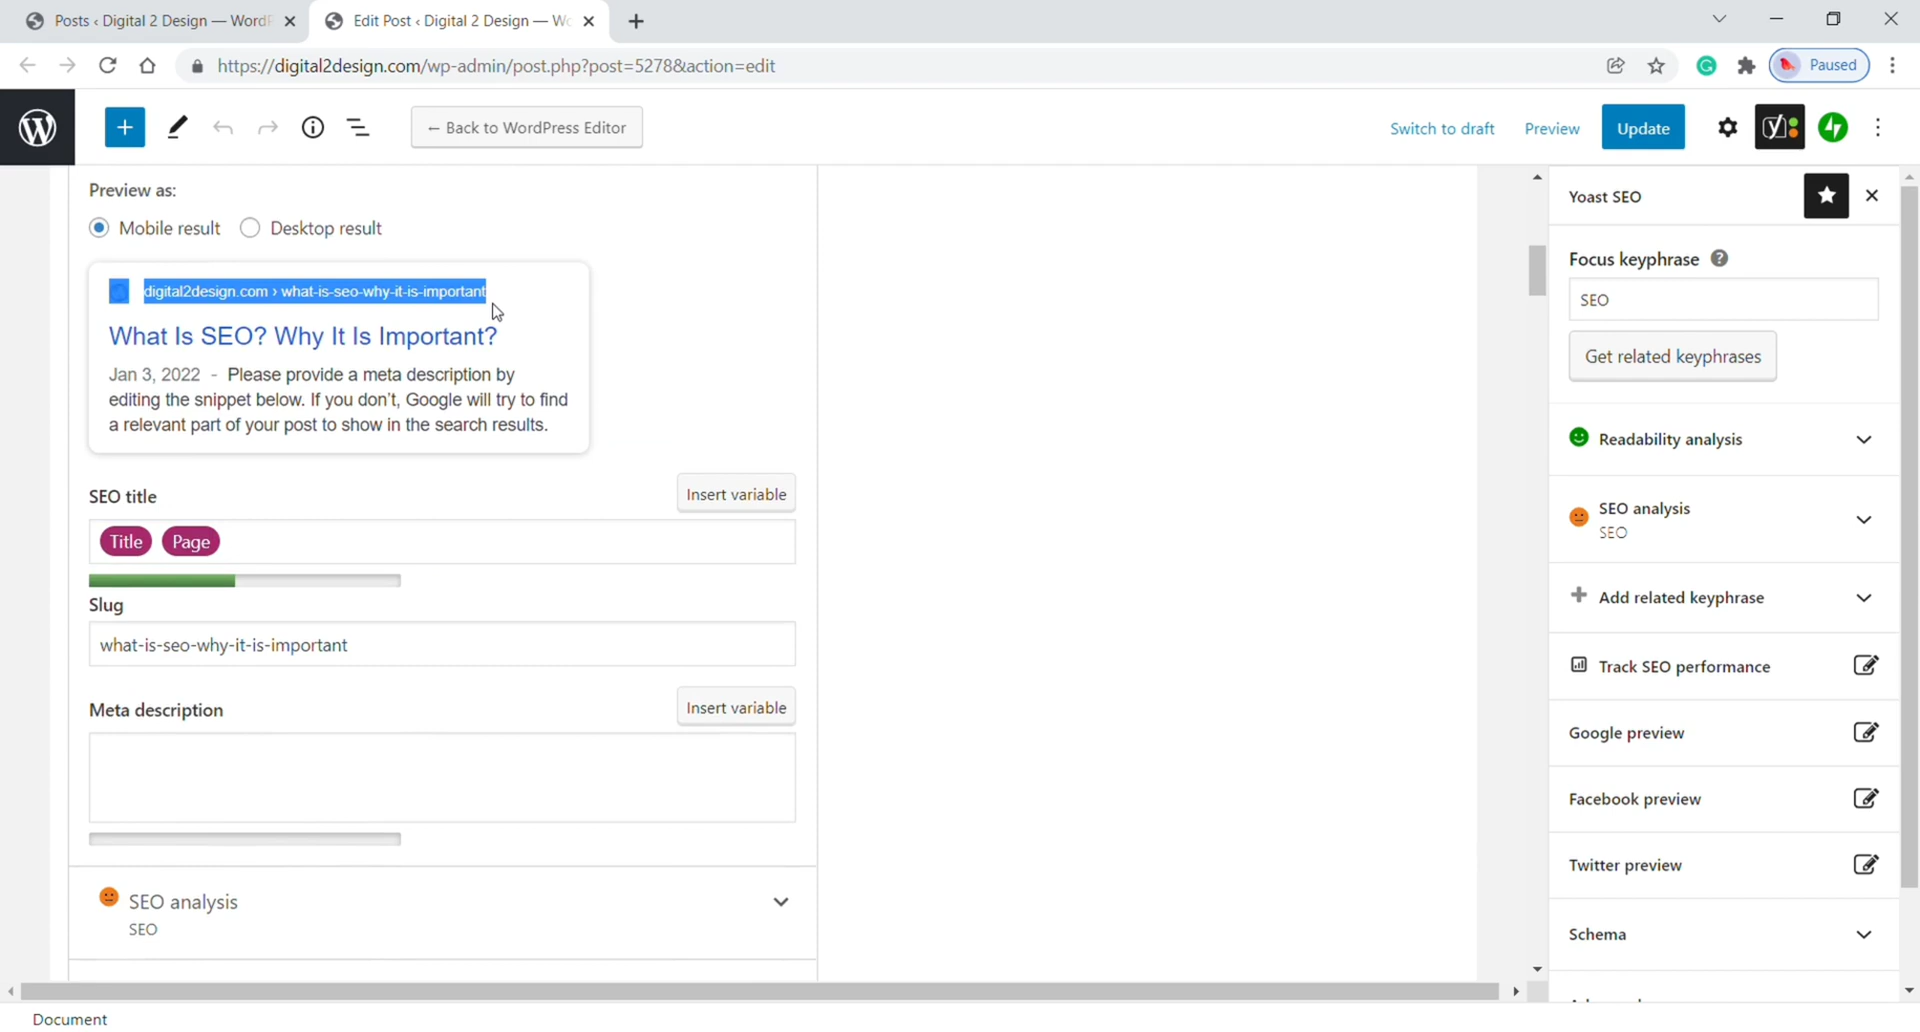 Posts ‹ Digital 2 Design — WordP
Edit Post ‹ Digital 2 Design — Wo
https://digital2design.com/wp-admin/post.php?post=5278&action=edit
Paused
← Back to WordPress Editor
Switch to draft
Preview
Update
Preview as:
Mobile result
Desktop result
digital2design.com › what-is-seo-why-it-is-important
What Is SEO? Why It Is Important?
Jan 3, 2022 - Please provide a meta description by
editing the snippet below. If you don’t, Google will try to find
a relevant part of your post to show in the search results.
SEO title
Insert variable
Title
Page
Slug
what-is-seo-why-it-is-important
Meta description
Insert variable
SEO analysis
SEO
Yoast SEO
Focus keyphrase
SEO
Get related keyphrases
Readability analysis
SEO analysis
SEO
Add related keyphrase
Track SEO performance
Google preview
Facebook preview
Twitter preview
Schema
Document